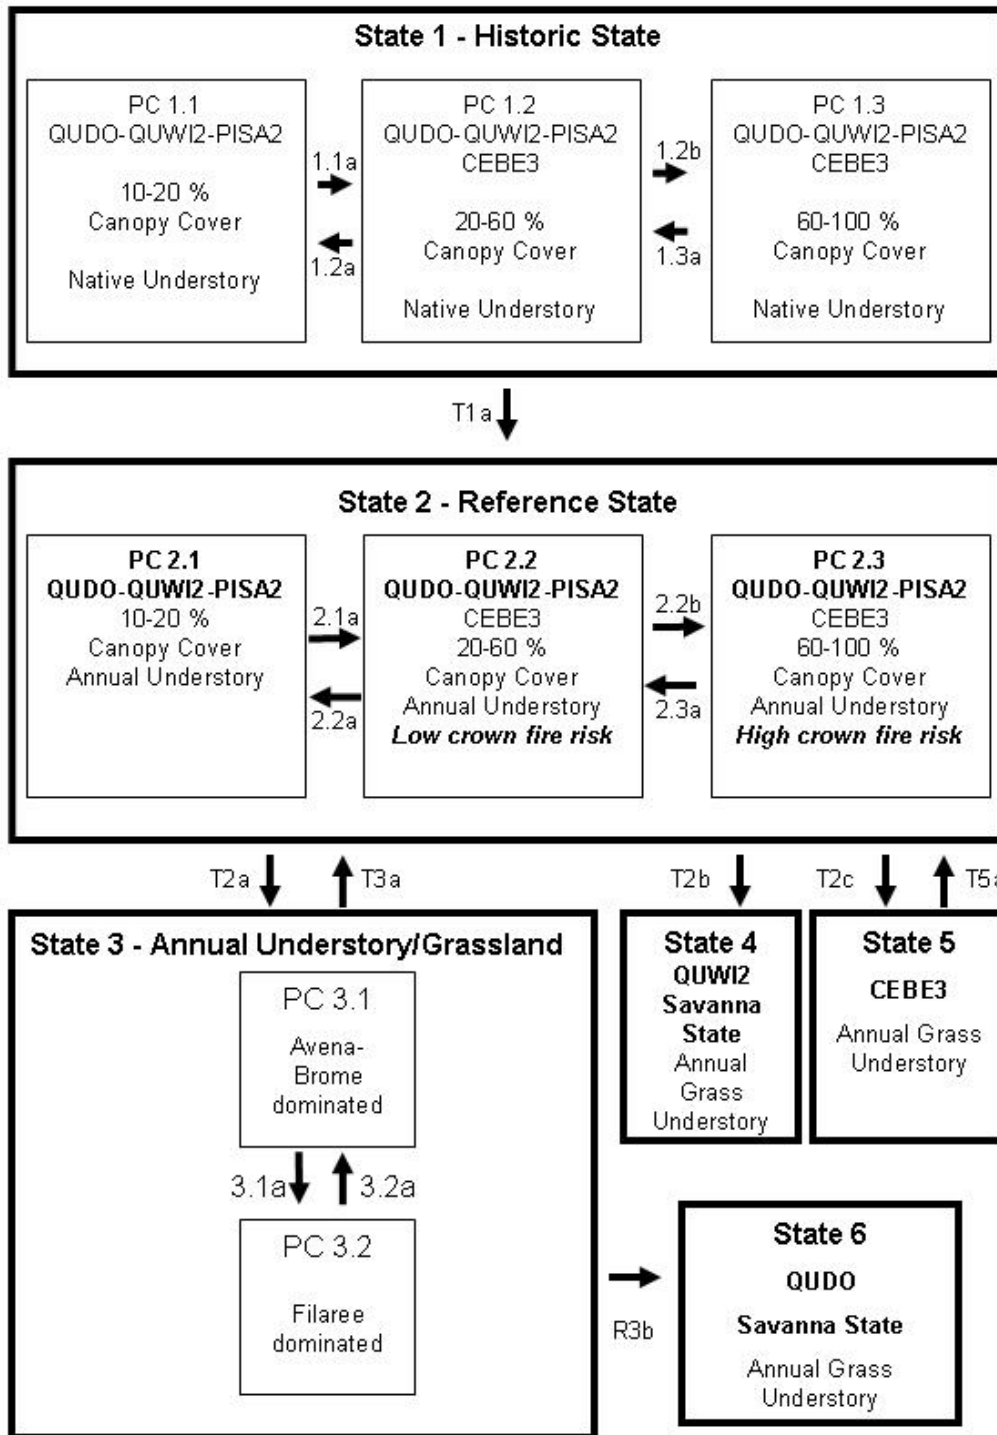 State 1 - Historic State
PC 1.1
QUDO-QUWI2-PISA2
10-20 %
Canopy Cover
Native Understory
1.1a
1.2a
PC 1.2
QUDO-QUWI2-PISA2
CEBE3
20-60 %
Canopy Cover
Native Understory
1.2b
1.3a
PC 1.3
QUDO-QUWI2-PISA2
CEBE3
60-100 %
Canopy Cover
Native Understory
T1a
State 2 - Reference State
PC 2.1
QUDO-QUWI2-PISA2
10-20 %
Canopy Cover
Annual Understory
2.1a
2.2a
PC 2.2
QUDO-QUWI2-PISA2
CEBE3
20-60 %
Canopy Cover
Annual Understory
Low crown fire risk
2.2b
2.3a
PC 2.3
QUDO-QUWI2-PISA2
CEBE3
60-100 %
Canopy Cover
Annual Understory
High crown fire risk
T2a
T3a
T2b
T2c
T5a
State 3 - Annual Understory/Grassland
PC 3.1
Avena-
Brome
dominated
3.1a
3.2a
PC 3.2
Filaree
dominated
State 4
QUWI2
Savanna
State
Annual
Grass
Understory
State 5
CEBE3
Annual Grass
Understory
R3b
State 6
QUDO
Savanna State
Annual Grass
Understory